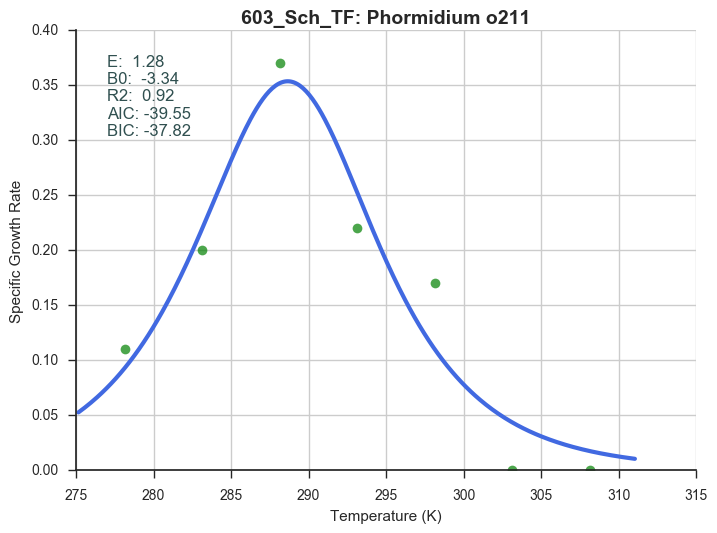 603_Sch_TF: Phormidium o211
E: 1.28
B0: -3.34
R2: 0.92
AIC: -39.55
BIC: -37.82
Specific Growth Rate
0.40
0.35
0.30
0.25
0.20
0.15
0.10
0.05
0.00
275 280 285 290 295 300 305 310 315
Temperature (K)